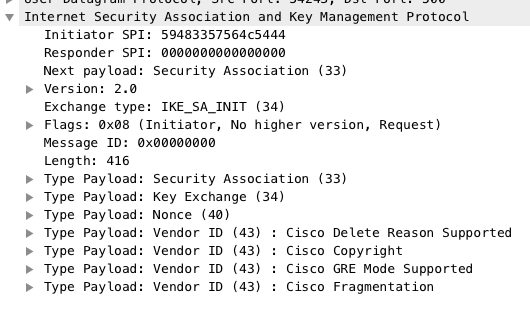 User Datagram Protocol, Src Port: 54243, Dst Port: 500
Internet Security Association and Key Management Protocol
Initiator SPI: 59483357564c5444
Responder SPI: 0000000000000000
Next payload: Security Association (33)
Version: 2.0
Exchange type: IKE_SA_INIT (34)
Flags: 0x08 (Initiator, No higher version, Request)
Message ID: 0x00000000
Length: 416
Type Payload: Security Association (33)
Type Payload: Key Exchange (34)
Type Payload: Nonce (40)
Type Payload: Vendor ID (43) : Cisco Delete Reason Supported
Type Payload: Vendor ID (43) : Cisco Copyright
Type Payload: Vendor ID (43) : Cisco GRE Mode Supported
Type Payload: Vendor ID (43) : Cisco Fragmentation